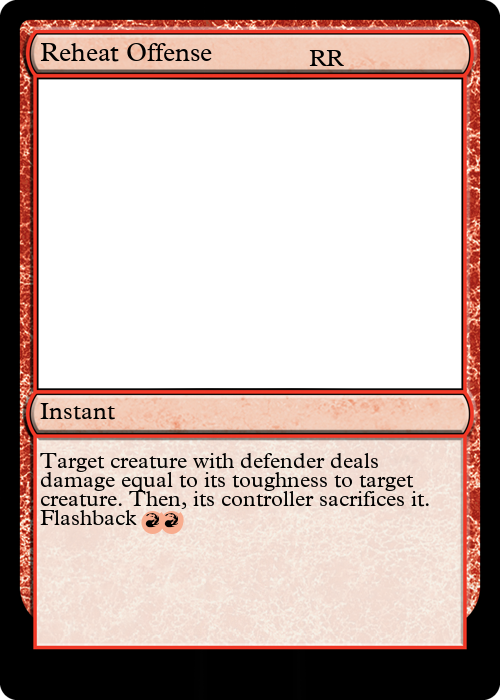 Reheat Offense RR
Instant
Target creature with defender deals
damage equal to its toughness to target
creature. Then, its controller sacrifices it.
Flashback